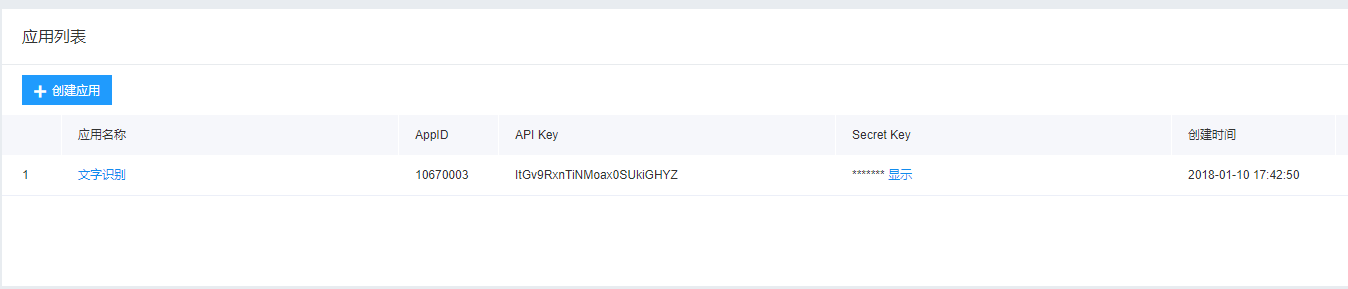 应用列表
创建应用
应用名称 AppID API Key Secret Key 创建时间
1 文字识别 10670003 ItGv9RxnTiNMoax0SUkiGHYZ ******* 显示 2018-01-10 17:42:50